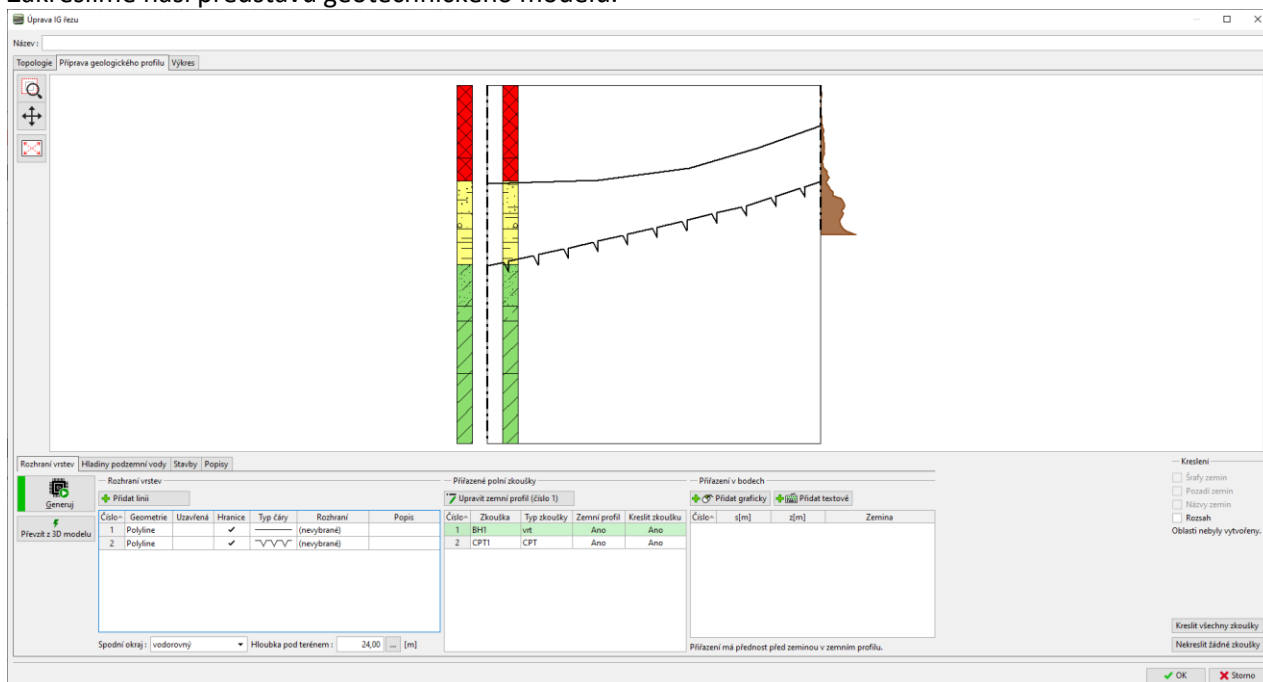 Zakreslíme naši představu geotechnického modelu.
Úprava IG řezu
Název :
Topologie Příprava geologického profilu Výkres
Rozhraní vrstev Hladiny podzemní vody Stavby Popisy
Generuj
Převzít z 3D modelu
Rozhraní vrstev
Přidat linii
Číslo Geometrie Uzavřená Hranice Typ čáry Rozhraní Popis
1 Polyline (nevybrané)
2 Polyline (nevybrané)
Spodní okraj : vodorovný Hloubka pod terénem : 24,00 ... [m]
Přiřazené polní zkoušky
Upravit zemní profil (číslo 1)
Číslo Zkouška Typ zkoušky Zemní profil Kreslit zkoušku
1 BH1 vrt Ano Ano
2 CPT1 CPT Ano Ano
Přiřazení v bodech
Přidat graficky Přidat textově
Číslo s[m] z[m] Zemina
Přiřazení má přednost před zeminou v zemním profilu.
Kreslení
Šrafy zemin
Pozadí zemin
Názvy zemin
Rozsah
Oblasti nebyly vytvořeny.
Kreslit všechny zkoušky
Nekreslit žádné zkoušky
OK Storno